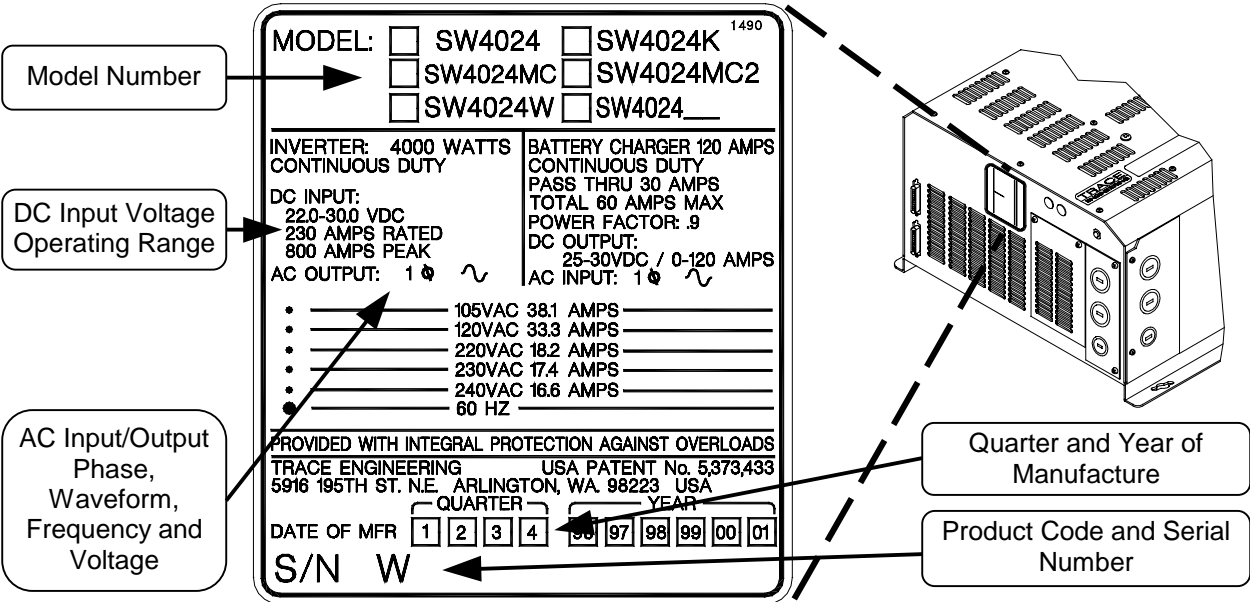 Model Number
DC Input Voltage
Operating Range
AC Input/Output
Phase,
Waveform,
Frequency and
Voltage
1490
MODEL: SW4024 SW4024K
SW4024MC SW4024MC2
SW4024W SW4024__
INVERTER: 4000 WATTS
CONTINUOUS DUTY
DC INPUT:
22.0-30.0 VDC
230 AMPS RATED
800 AMPS PEAK
AC OUTPUT: 1 ф ∿
BATTERY CHARGER 120 AMPS
CONTINUOUS DUTY
PASS THRU 30 AMPS
TOTAL 60 AMPS MAX
POWER FACTOR: .9
DC OUTPUT:
25-30VDC / 0-120 AMPS
AC INPUT: 1 ф ∿
105VAC 38.1 AMPS
120VAC 33.3 AMPS
220VAC 18.2 AMPS
230VAC 17.4 AMPS
240VAC 16.6 AMPS
60 HZ
PROVIDED WITH INTEGRAL PROTECTION AGAINST OVERLOADS
TRACE ENGINEERING USA PATENT No. 5,373,433
5916 195TH ST. N.E. ARLINGTON, WA. 98223 USA
QUARTER YEAR
DATE OF MFR 1 2 3 4 96 97 98 99 00 01
S/N W
TRACE
Quarter and Year of
Manufacture
Product Code and Serial
Number